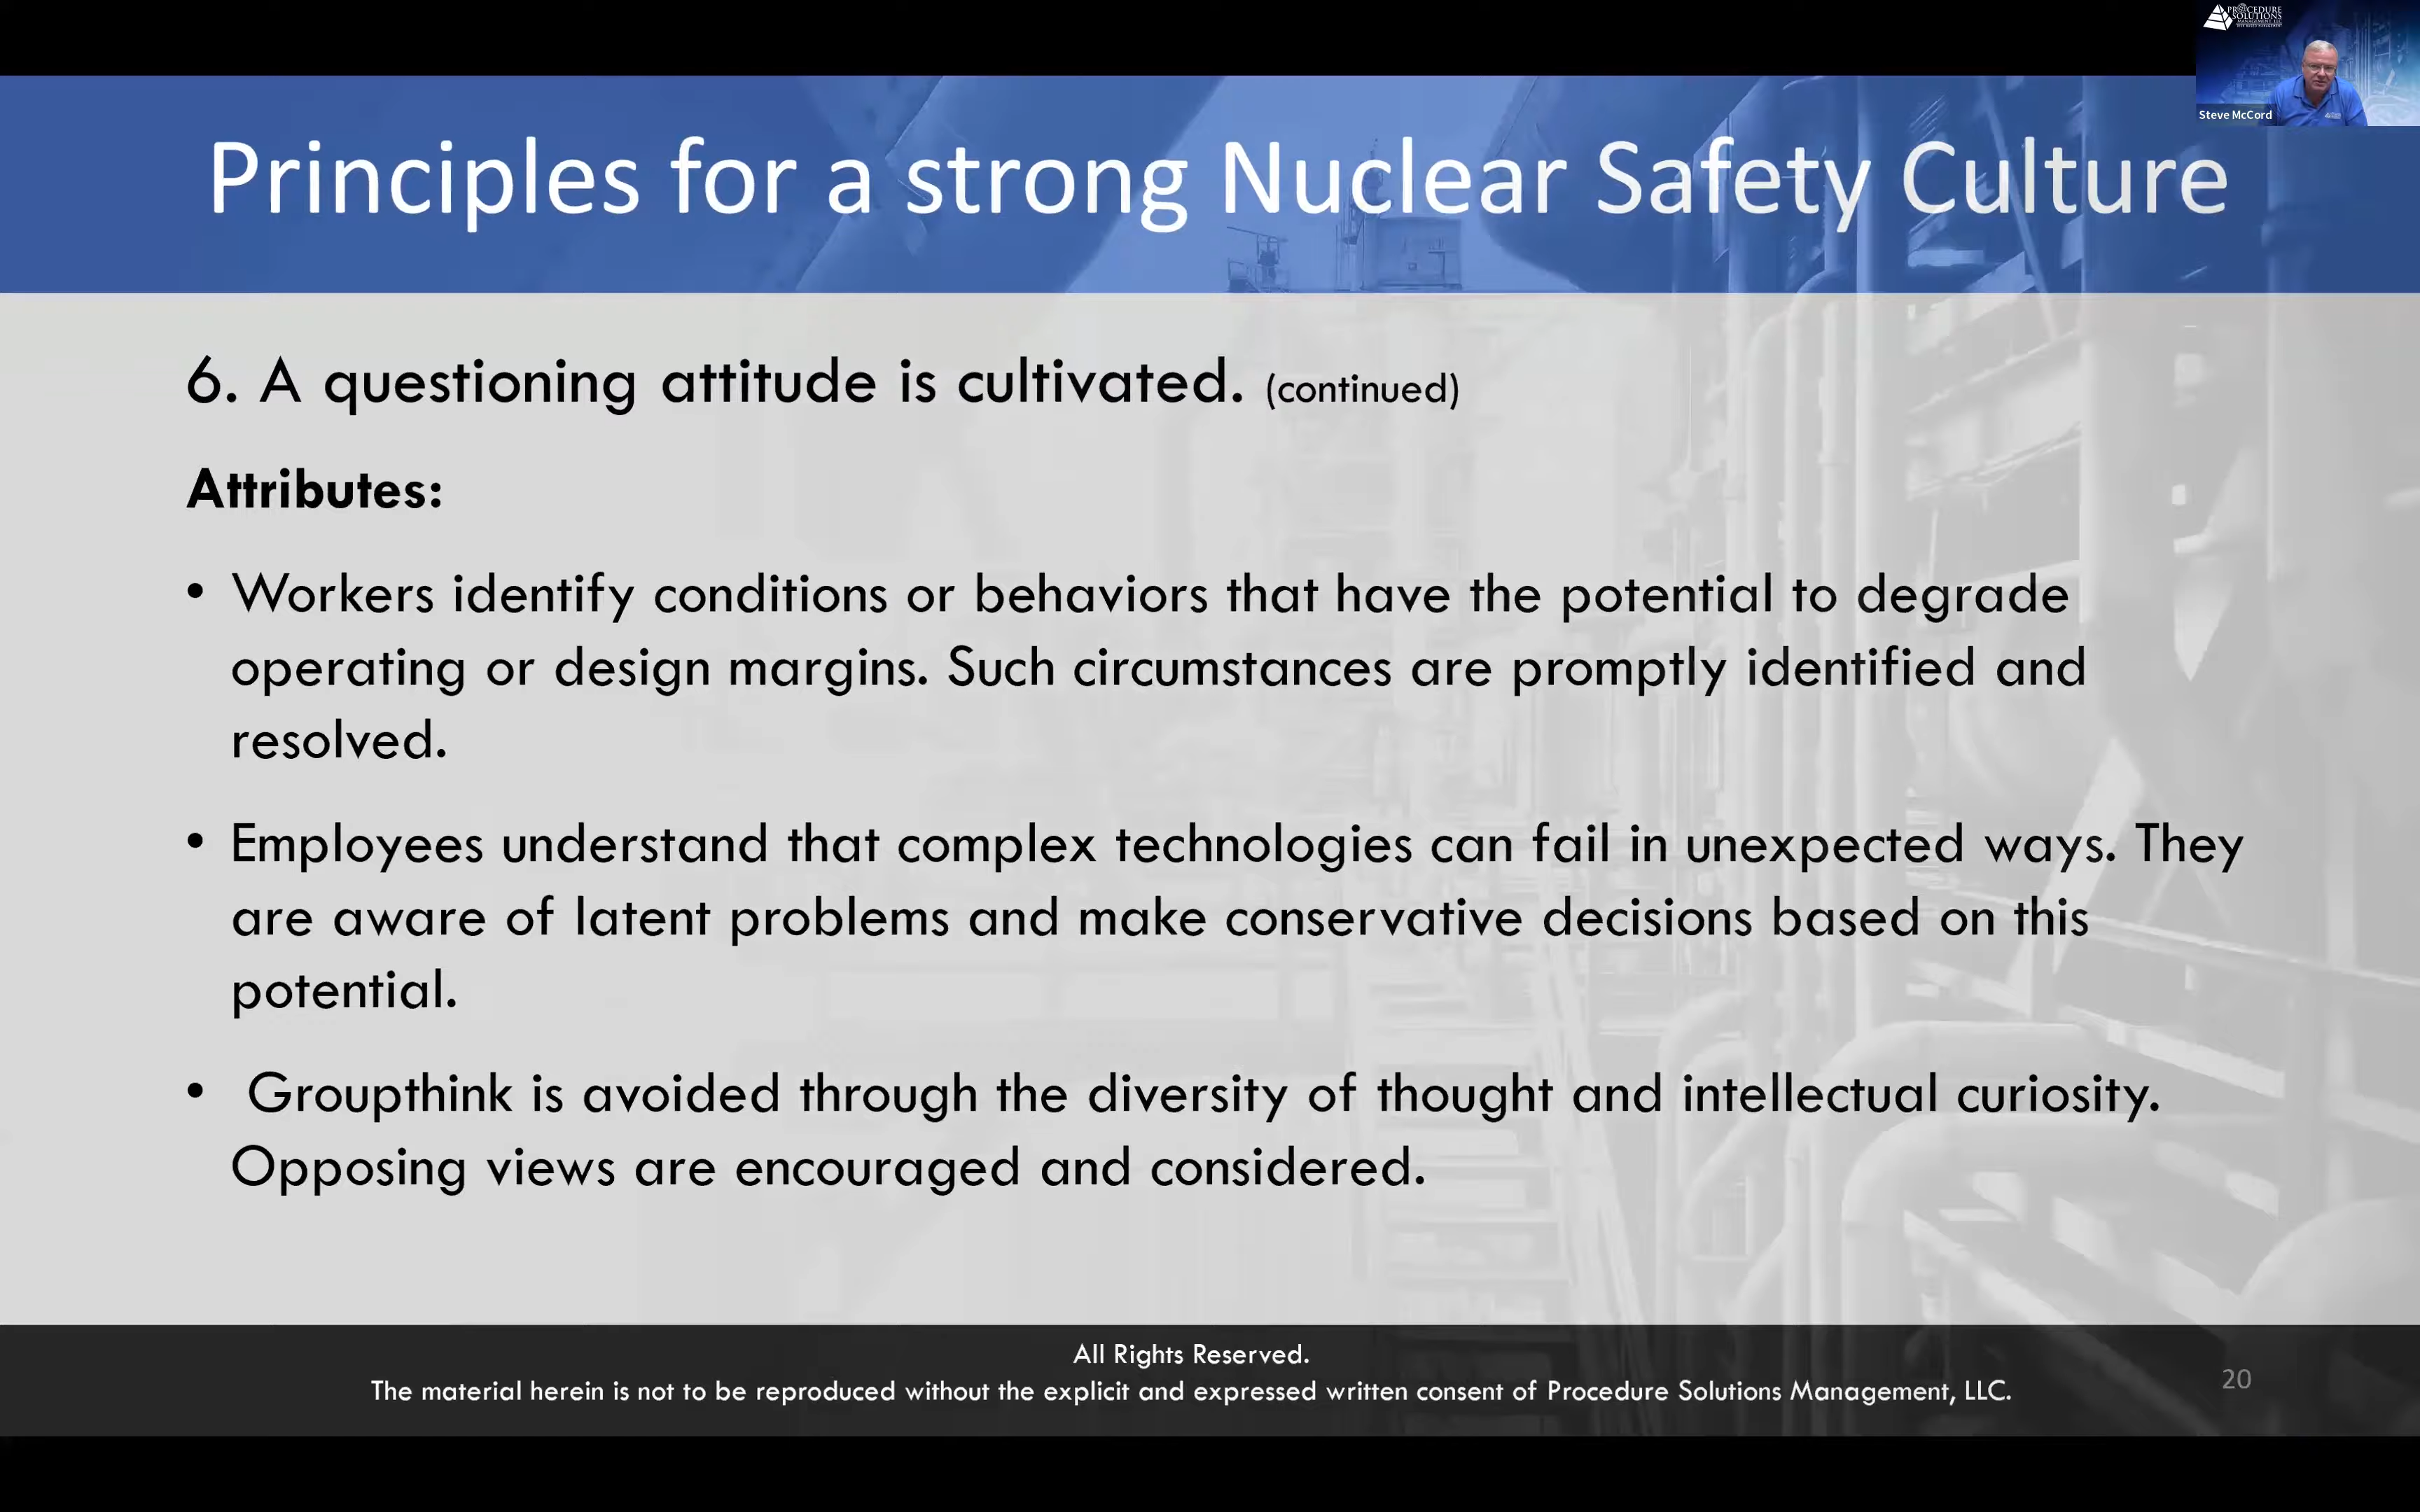 PROCEDURE
SOLUTIONS
MANAGEMENT, LLC
Steve McCord
Principles for a strong Nuclear Safety Culture
6. A questioning attitude is cultivated. (continued)
Attributes:
• Workers identify conditions or behaviors that have the potential to degrade
operating or design margins. Such circumstances are promptly identified and
resolved.
• Employees understand that complex technologies can fail in unexpected ways. They
are aware of latent problems and make conservative decisions based on this
potential.
• Groupthink is avoided through the diversity of thought and intellectual curiosity.
Opposing views are encouraged and considered.
All Rights Reserved.
The material herein is not to be reproduced without the explicit and expressed written consent of Procedure Solutions Management, LLC.
20